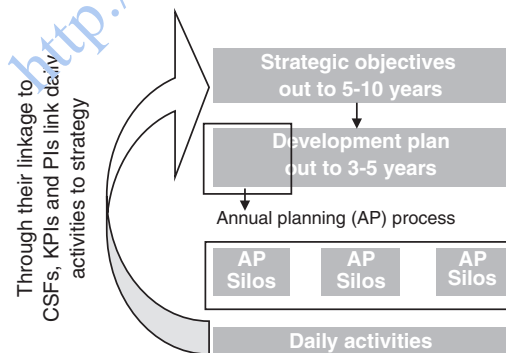 http:/
Through their linkage to
CSFs, KPIs and PIs link daily
activities to strategy
Strategic objectives
out to 5-10 years
Development plan
out to 3-5 years
Annual planning (AP) process
AP
Silos
AP
Silos
AP
Silos
Daily activities